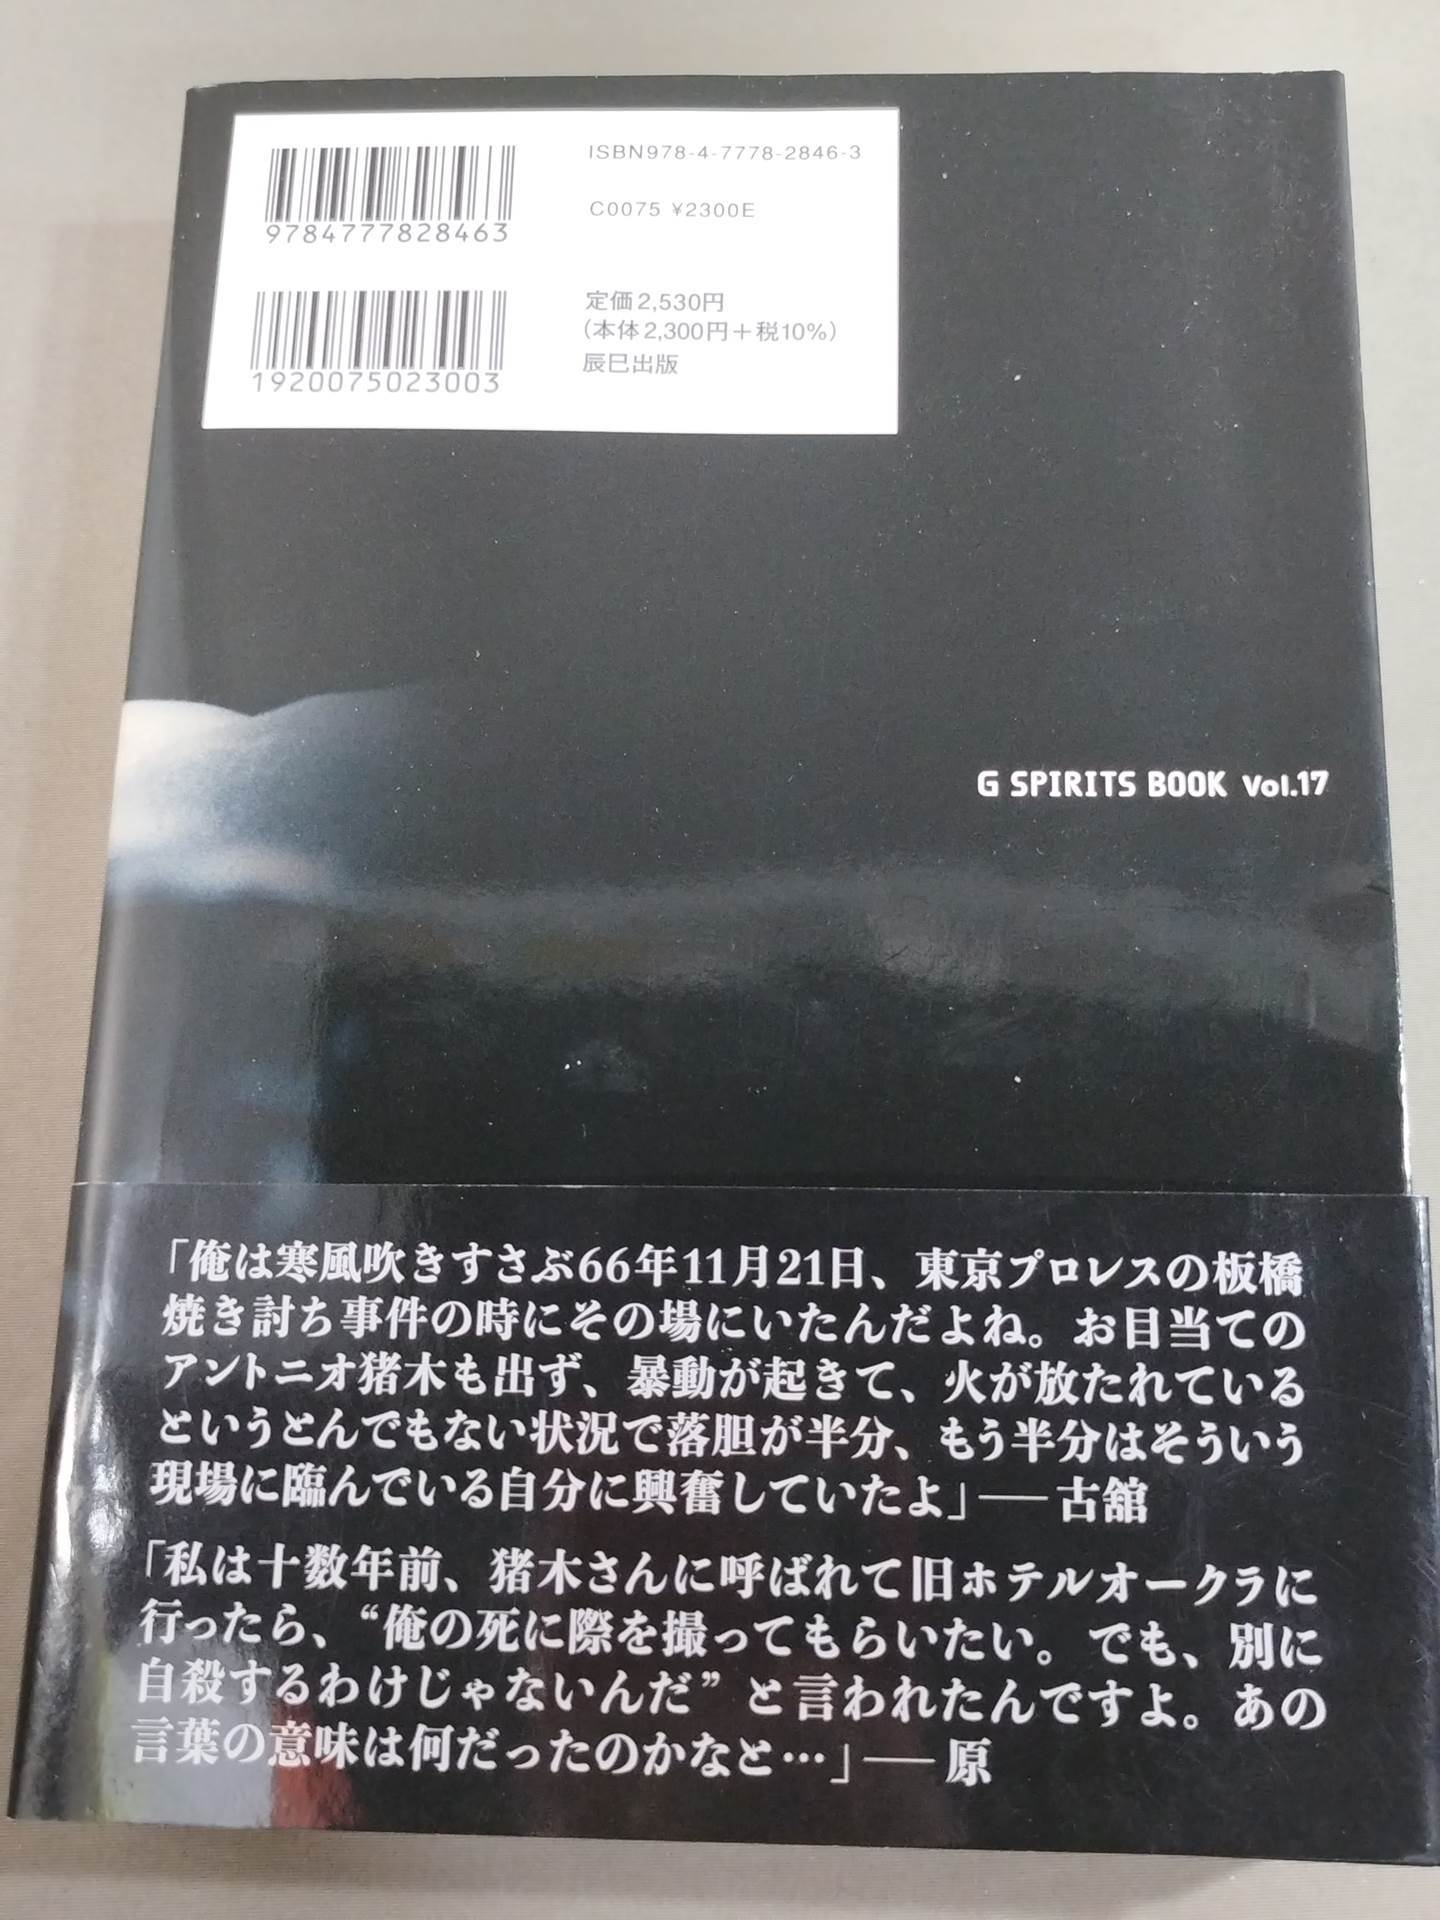 ISBN978-4-7778-2846-3
9784777828463
C0075 ¥2300E
1920075023003
定価2,530円
(本体2,300円+税10%)
辰巳出版
G SPIRITS BOOK Vol.17
「俺は寒風吹きすさぶ66年11月21日、東京プロレスの板橋
焼き討ち事件の時にその場にいたんだよね。お目当ての
アントニオ猪木も出ず、暴動が起きて、火が放たれている
というとんでもない状況で落胆が半分、もう半分はそういう
現場に臨んでいる自分に興奮していたよ」──古舘
「私は十数年前、猪木さんに呼ばれて旧ホテルオークラに
行ったら、“俺の死に際を撮ってもらいたい。でも、別に
自殺するわけじゃないんだ”と言われたんですよ。あの
言葉の意味は何だったのかなと…」──原